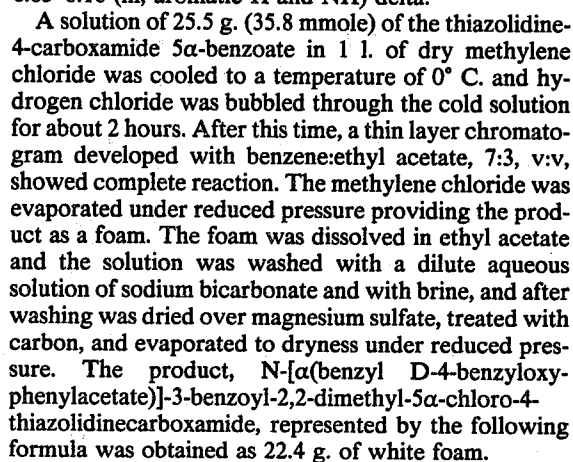 A solution of 25.5 g. (35.8 mmole) of the thiazolidine-
4-carboxamide 5α-benzoate in 1 l. of dry methylene
chloride was cooled to a temperature of 0° C. and hy-
drogen chloride was bubbled through the cold solution
for about 2 hours. After this time, a thin layer chromato-
gram developed with benzene:ethyl acetate, 7:3, v:v,
showed complete reaction. The methylene chloride was
evaporated under reduced pressure providing the prod-
uct as a foam. The foam was dissolved in ethyl acetate
and the solution was washed with a dilute aqueous
solution of sodium bicarbonate and with brine, and after
washing was dried over magnesium sulfate, treated with
carbon, and evaporated to dryness under reduced pres-
sure. The product, N-[α(benzyl D-4-benzyloxy-
phenylacetate)]-3-benzoyl-2,2-dimethyl-5α-chloro-4-
thiazolidinecarboxamide, represented by the following
formula was obtained as 22.4 g. of white foam.